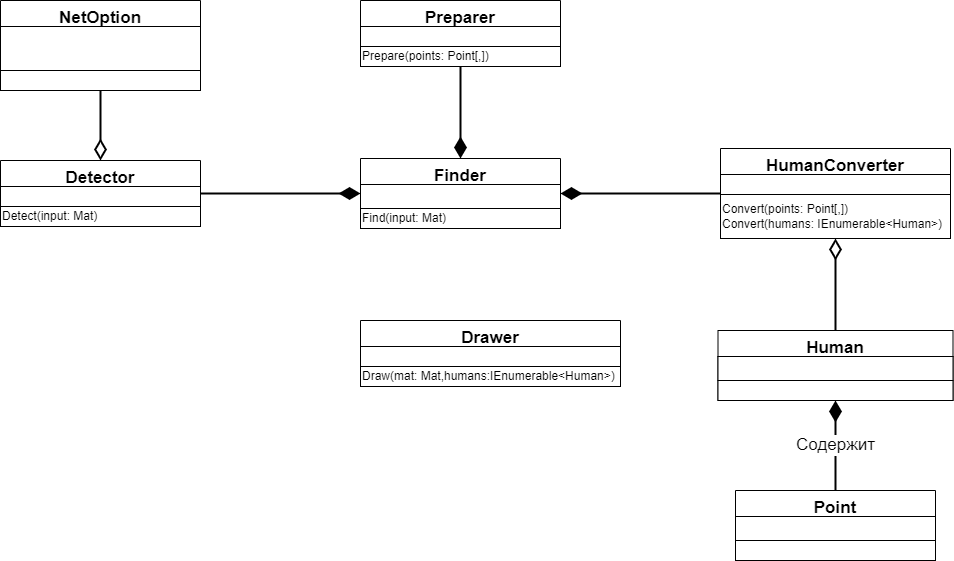 NetOption
Preparer
Prepare(points: Point[,])
Detector
Detect(input: Mat)
Finder
Find(input: Mat)
HumanConverter
Convert(points: Point[,])
Convert(humans: IEnumerable<Human>)
Drawer
Draw(mat: Mat,humans:IEnumerable<Human>)
Human
Содержит
Point